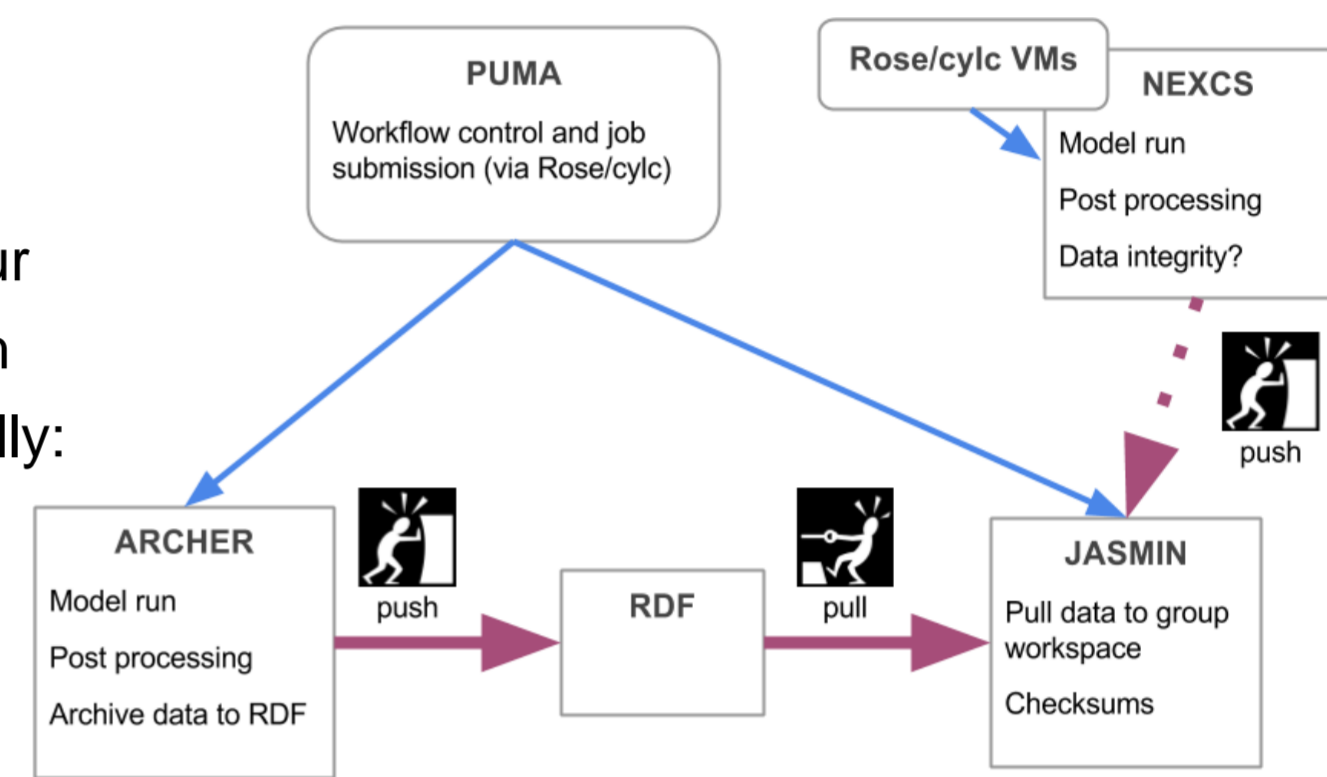 PUMA
Workflow control and job
submission (via Rose/cylc)
Rose/cylc VMs
NEXCS
Model run
Post processing
Data integrity?
push
ARCHER
Model run
Post processing
Archive data to RDF
push
RDF
pull
JASMIN
Pull data to group
workspace
Checksums